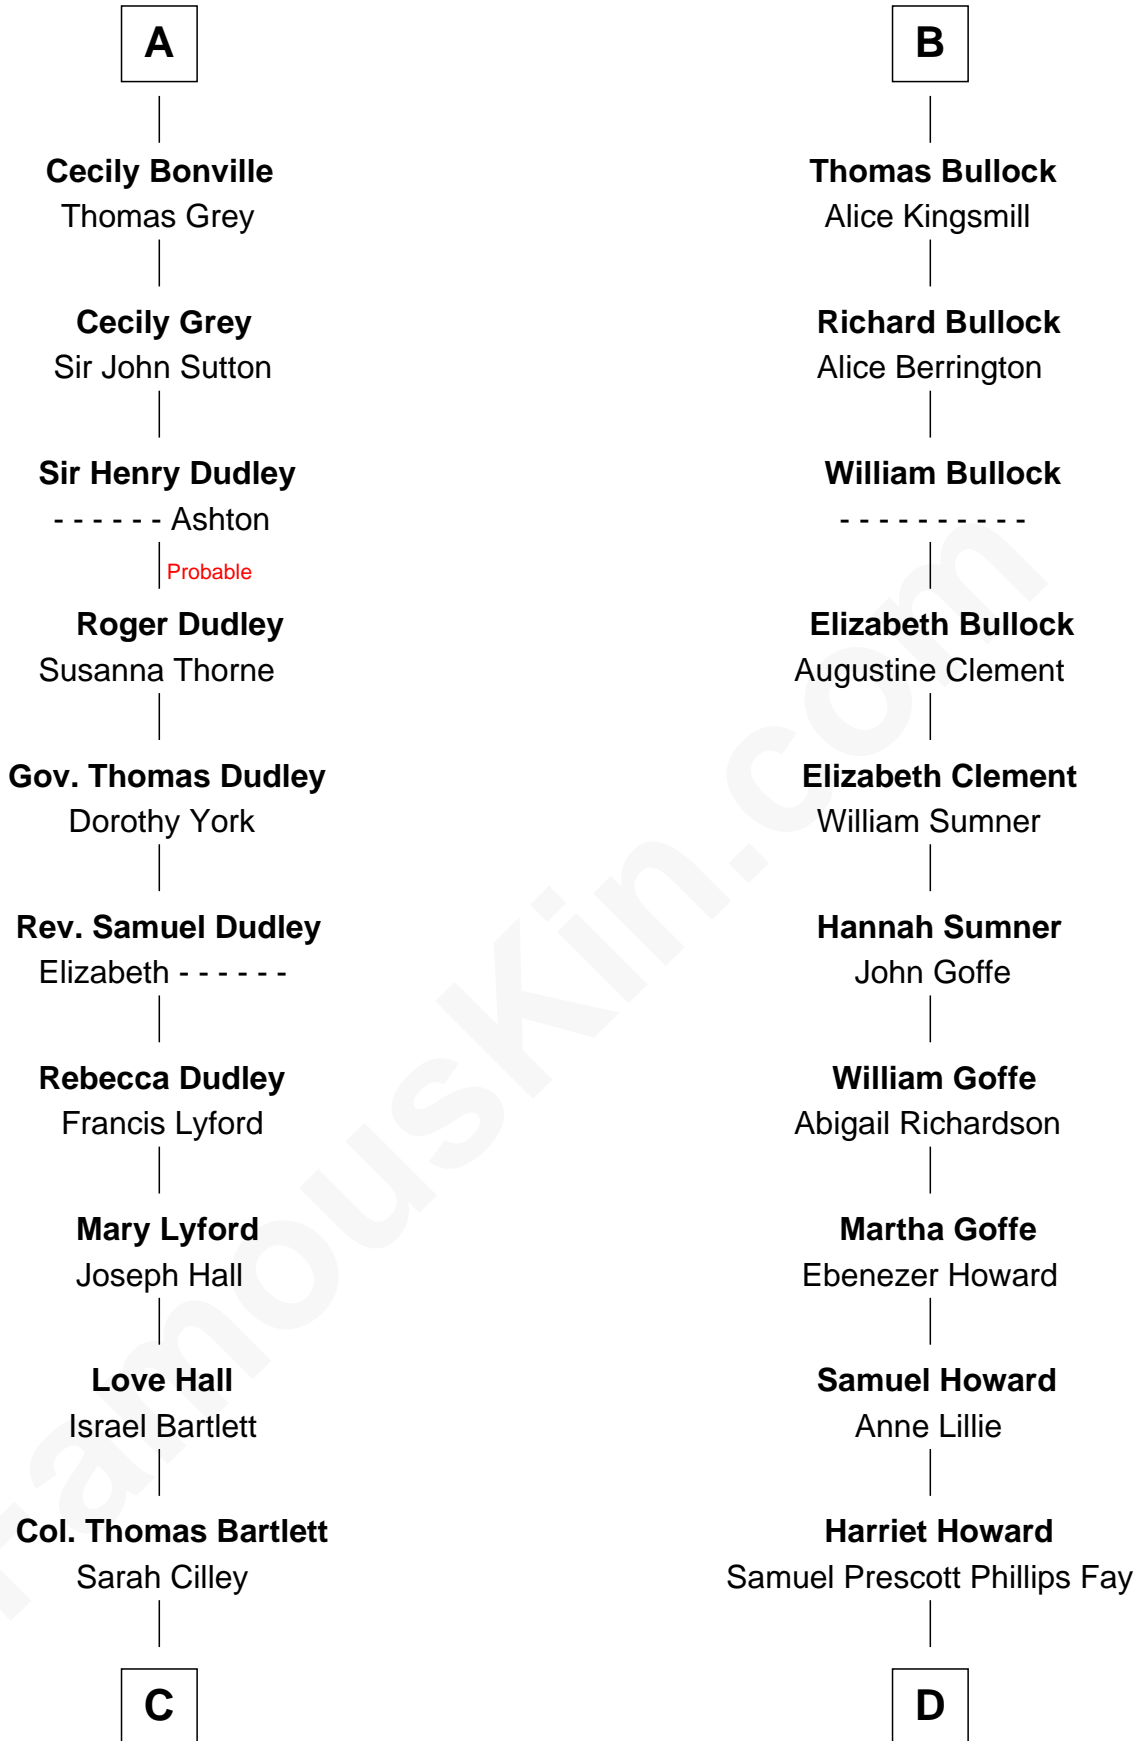 A
Cecily Bonville
Thomas Grey
Cecily Grey
Sir John Sutton
Sir Henry Dudley
- - - - - - Ashton
Probable
Roger Dudley
Susanna Thorne
Gov. Thomas Dudley
Dorothy York
Rev. Samuel Dudley
Elizabeth - - - - - -
Rebecca Dudley
Francis Lyford
Mary Lyford
Joseph Hall
Love Hall
Israel Bartlett
Col. Thomas Bartlett
Sarah Cilley
C
B
Thomas Bullock
Alice Kingsmill
Richard Bullock
Alice Berrington
William Bullock
- - - - - - - - - -
Elizabeth Bullock
Augustine Clement
Elizabeth Clement
William Sumner
Hannah Sumner
John Goffe
William Goffe
Abigail Richardson
Martha Goffe
Ebenezer Howard
Samuel Howard
Anne Lillie
Harriet Howard
Samuel Prescott Phillips Fay
D
FamousKin.com